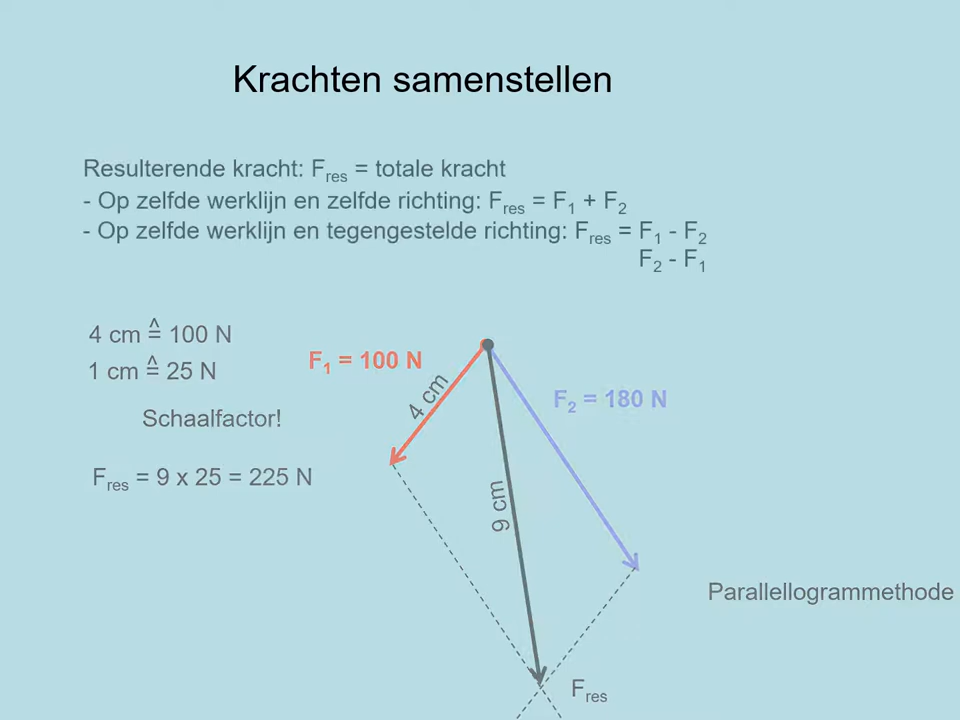 Krachten samenstellen
Resulterende kracht: Fres = totale kracht
- Op zelfde werklijn en zelfde richting: Fres = F1 + F2
- Op zelfde werklijn en tegengestelde richting: Fres = F1 - F2
F2 - F1
4 cm ≙ 100 N
1 cm ≙ 25 N
Schaalfactor!
Fres = 9 x 25 = 225 N
F1 = 100 N
4 cm
F2 = 180 N
9 cm
Parallellogrammethode
Fres